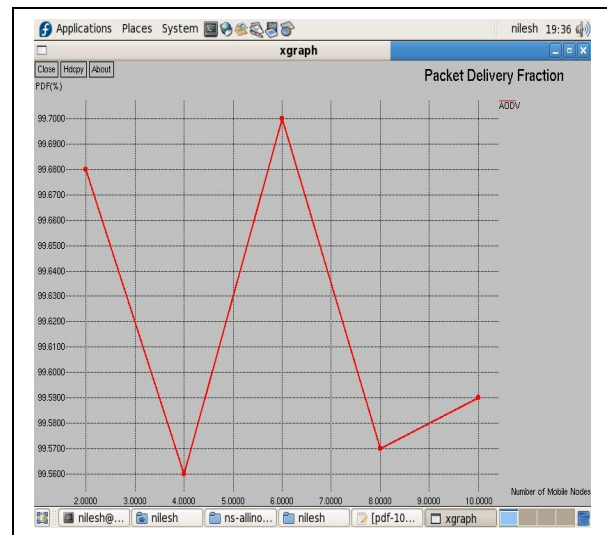 Applications Places System nilesh 19:36
xgraph
Close Hdcpy About
Packet Delivery Fraction
PDF(%)
AODV
99.7000
99.6900
99.6800
99.6700
99.6600
99.6500
99.6400
99.6300
99.6200
99.6100
99.6000
99.5900
99.5800
99.5700
99.5600
Number of Mobile Nodes
2.0000 3.0000 4.0000 5.0000 6.0000 7.0000 8.0000 9.0000 10.0000
nilesh@... nilesh ns-allino... nilesh [pdf-10... xgraph